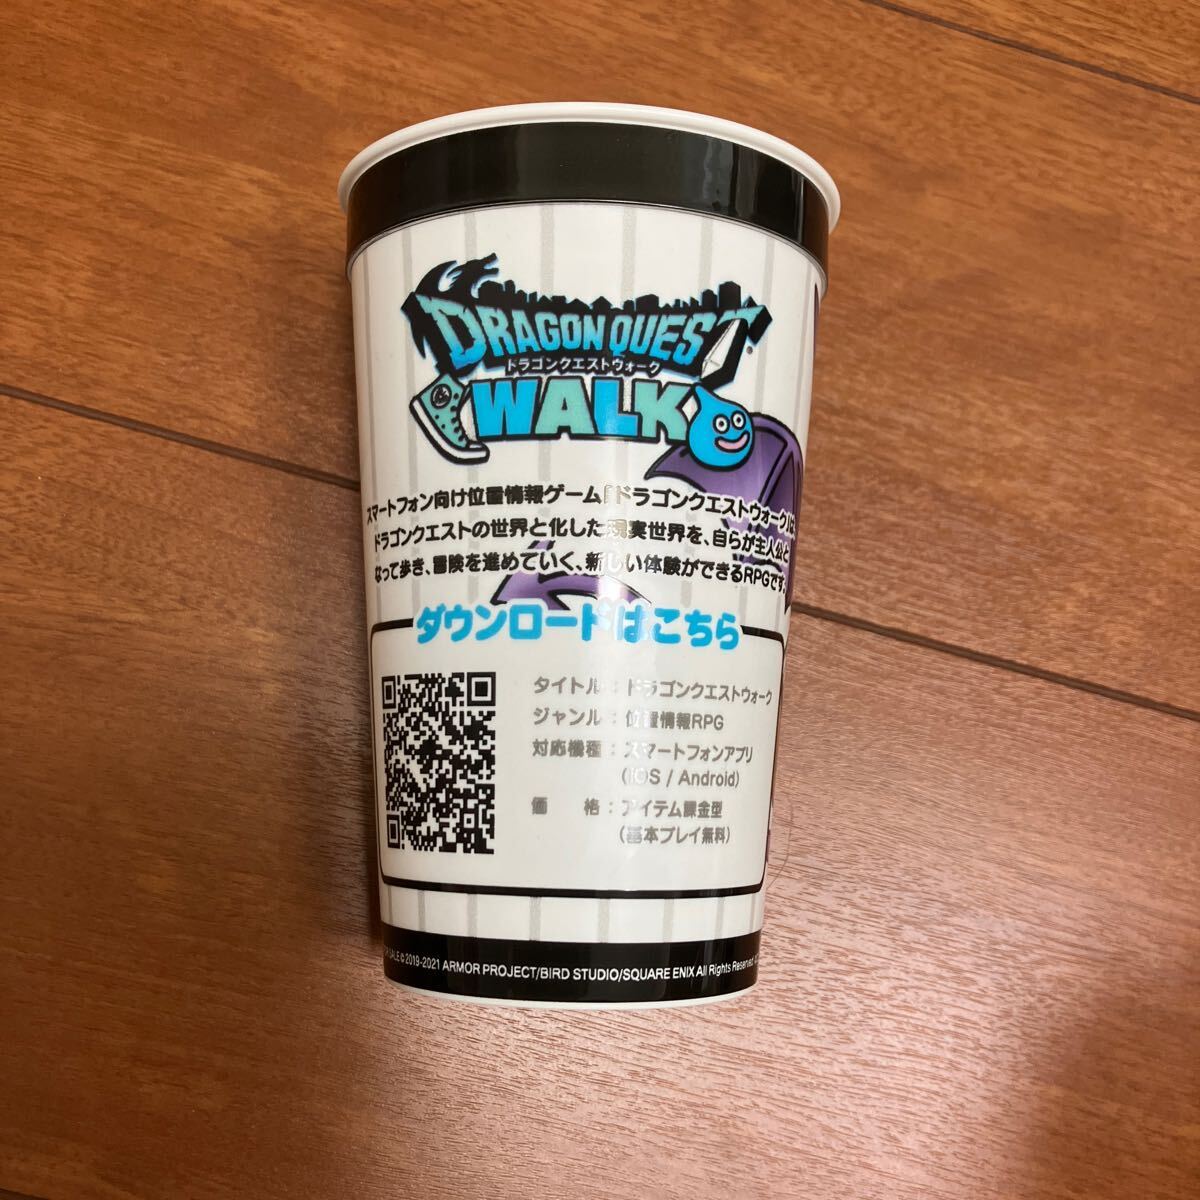 DRAGON QUEST
ドラゴンクエストウォーク
WALK
スマートフォン向け位置情報ゲーム「ドラゴンクエストウォーク」は、
ドラゴンクエストの世界と化した現実世界を、自らが主人公と
なって歩き、冒険を進めていく、新しい体験ができるRPGです。
ダウンロードはこちら
タイトル：ドラゴンクエストウォーク
ジャンル：位置情報RPG
対応機種：スマートフォンアプリ
（iOS / Android）
価　格：アイテム課金型
（基本プレイ無料）
SALE © 2019-2021 ARMOR PROJECT/BIRD STUDIO/SQUARE ENIX All Rights Reserved